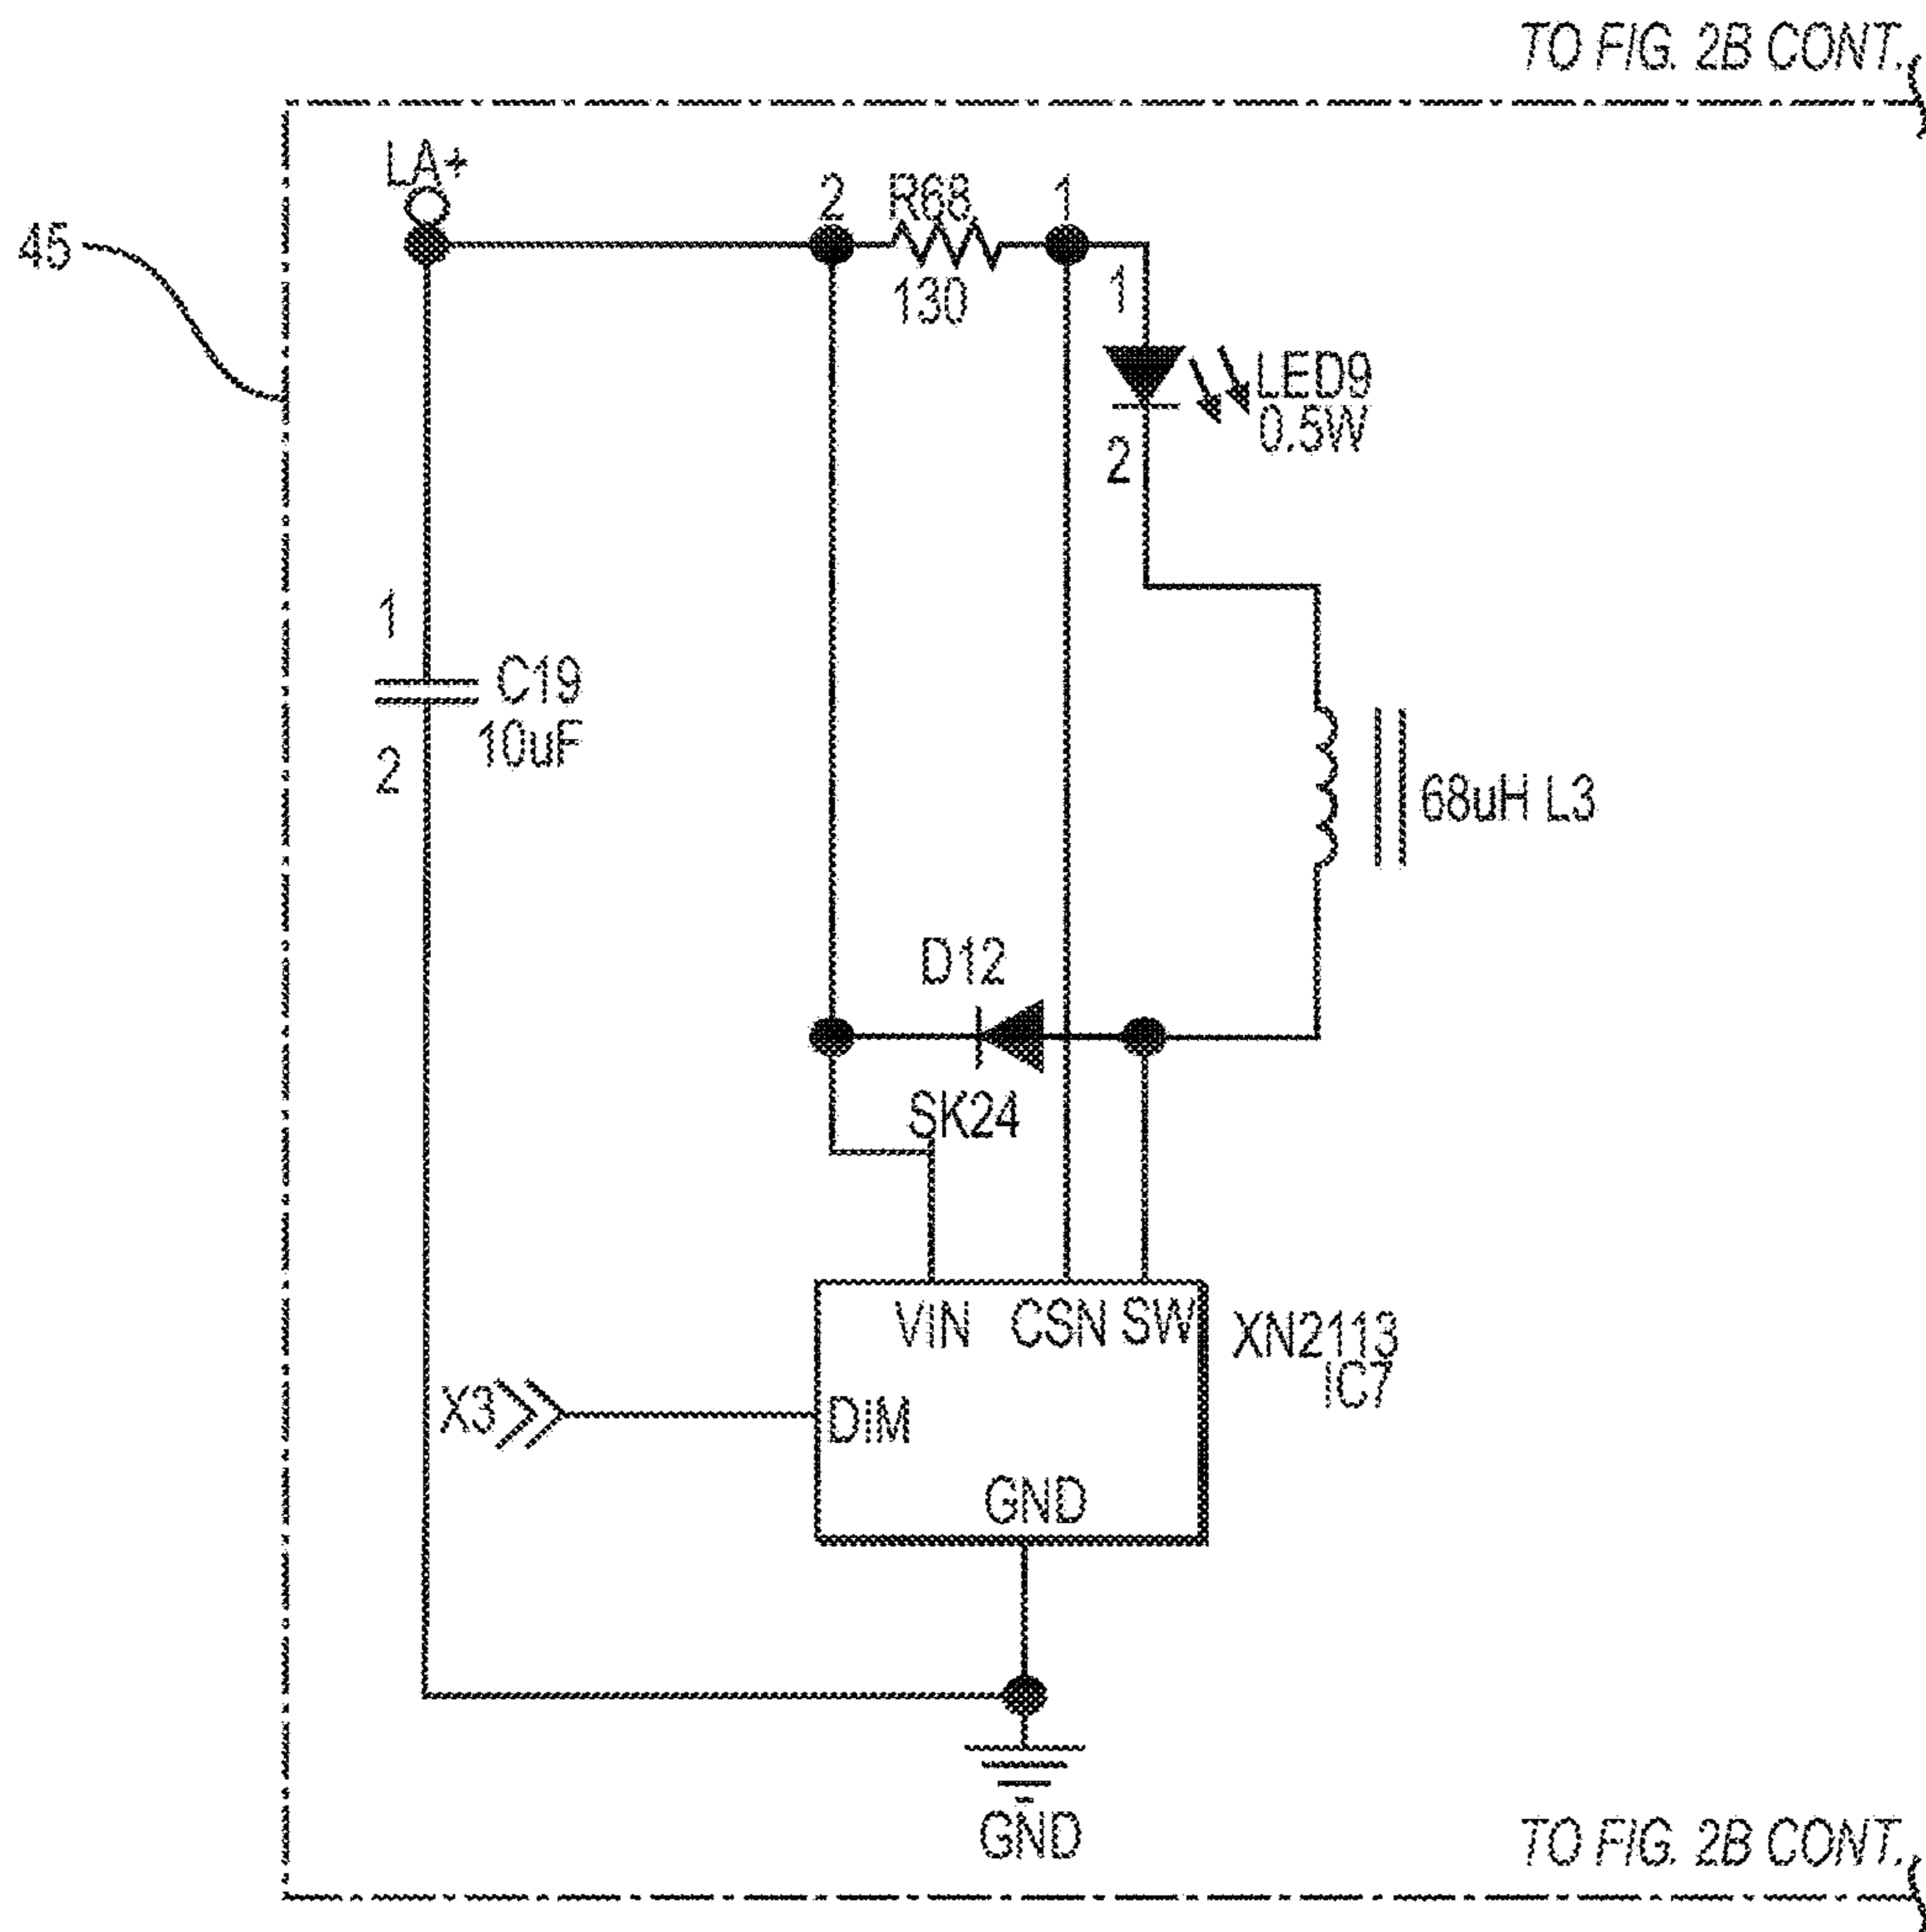 TO FIG. 2B CONT.
LA+
45
2 R68 1
130
1
LED9
0.5W
2
1
C19
10uF
2
68uH L3
D12
SK24
VIN CSN SW
XN2113
IC7
X3
DIM
GND
GND
TO FIG. 2B CONT.